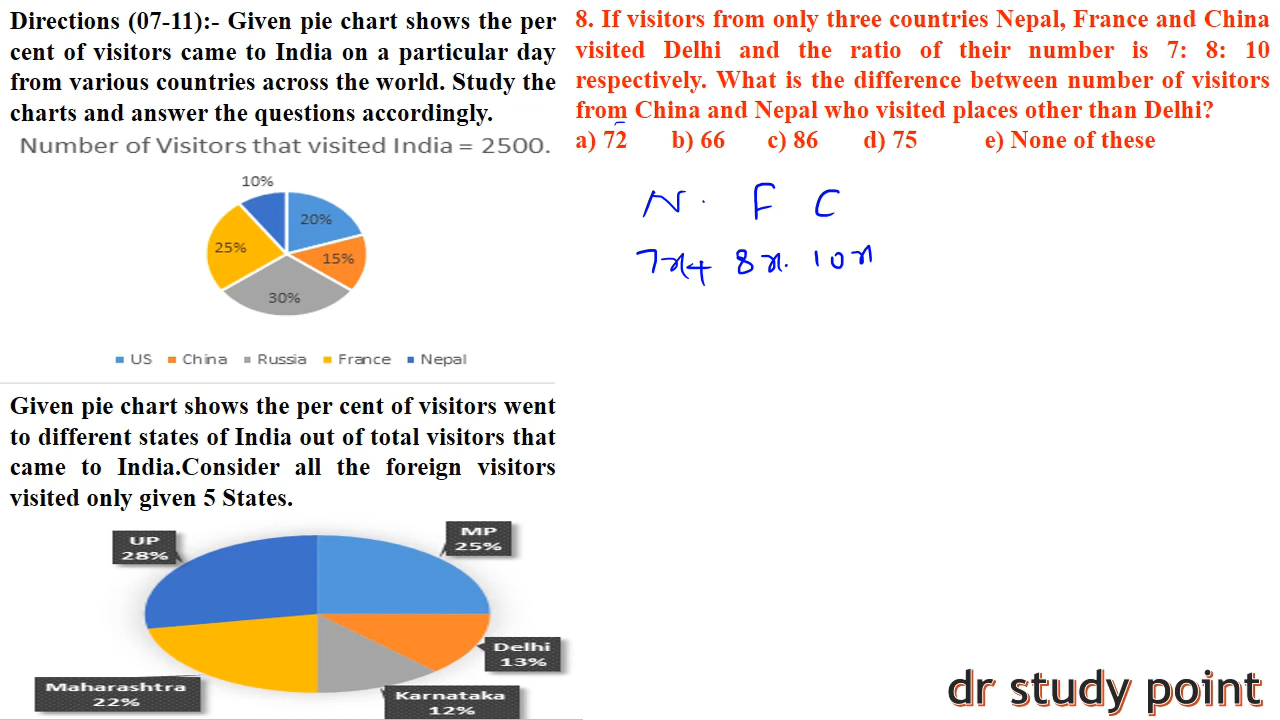 Directions (07-11):- Given pie chart shows the per
cent of visitors came to India on a particular day
from various countries across the world. Study the
charts and answer the questions accordingly.
Number of Visitors that visited India = 2500.
10%
20%
25%
15%
30%
US China Russia France Nepal
Given pie chart shows the per cent of visitors went
to different states of India out of total visitors that
came to India.Consider all the foreign visitors
visited only given 5 States.
UP
28%
MP
25%
Delhi
13%
Maharashtra
22%
Karnataka
12%
8. If visitors from only three countries Nepal, France and China
visited Delhi and the ratio of their number is 7: 8: 10
respectively. What is the difference between number of visitors
from China and Nepal who visited places other than Delhi?
a) 72 b) 66 c) 86 d) 75 e) None of these
N. F C
7x+ 8x. 10x
dr study point